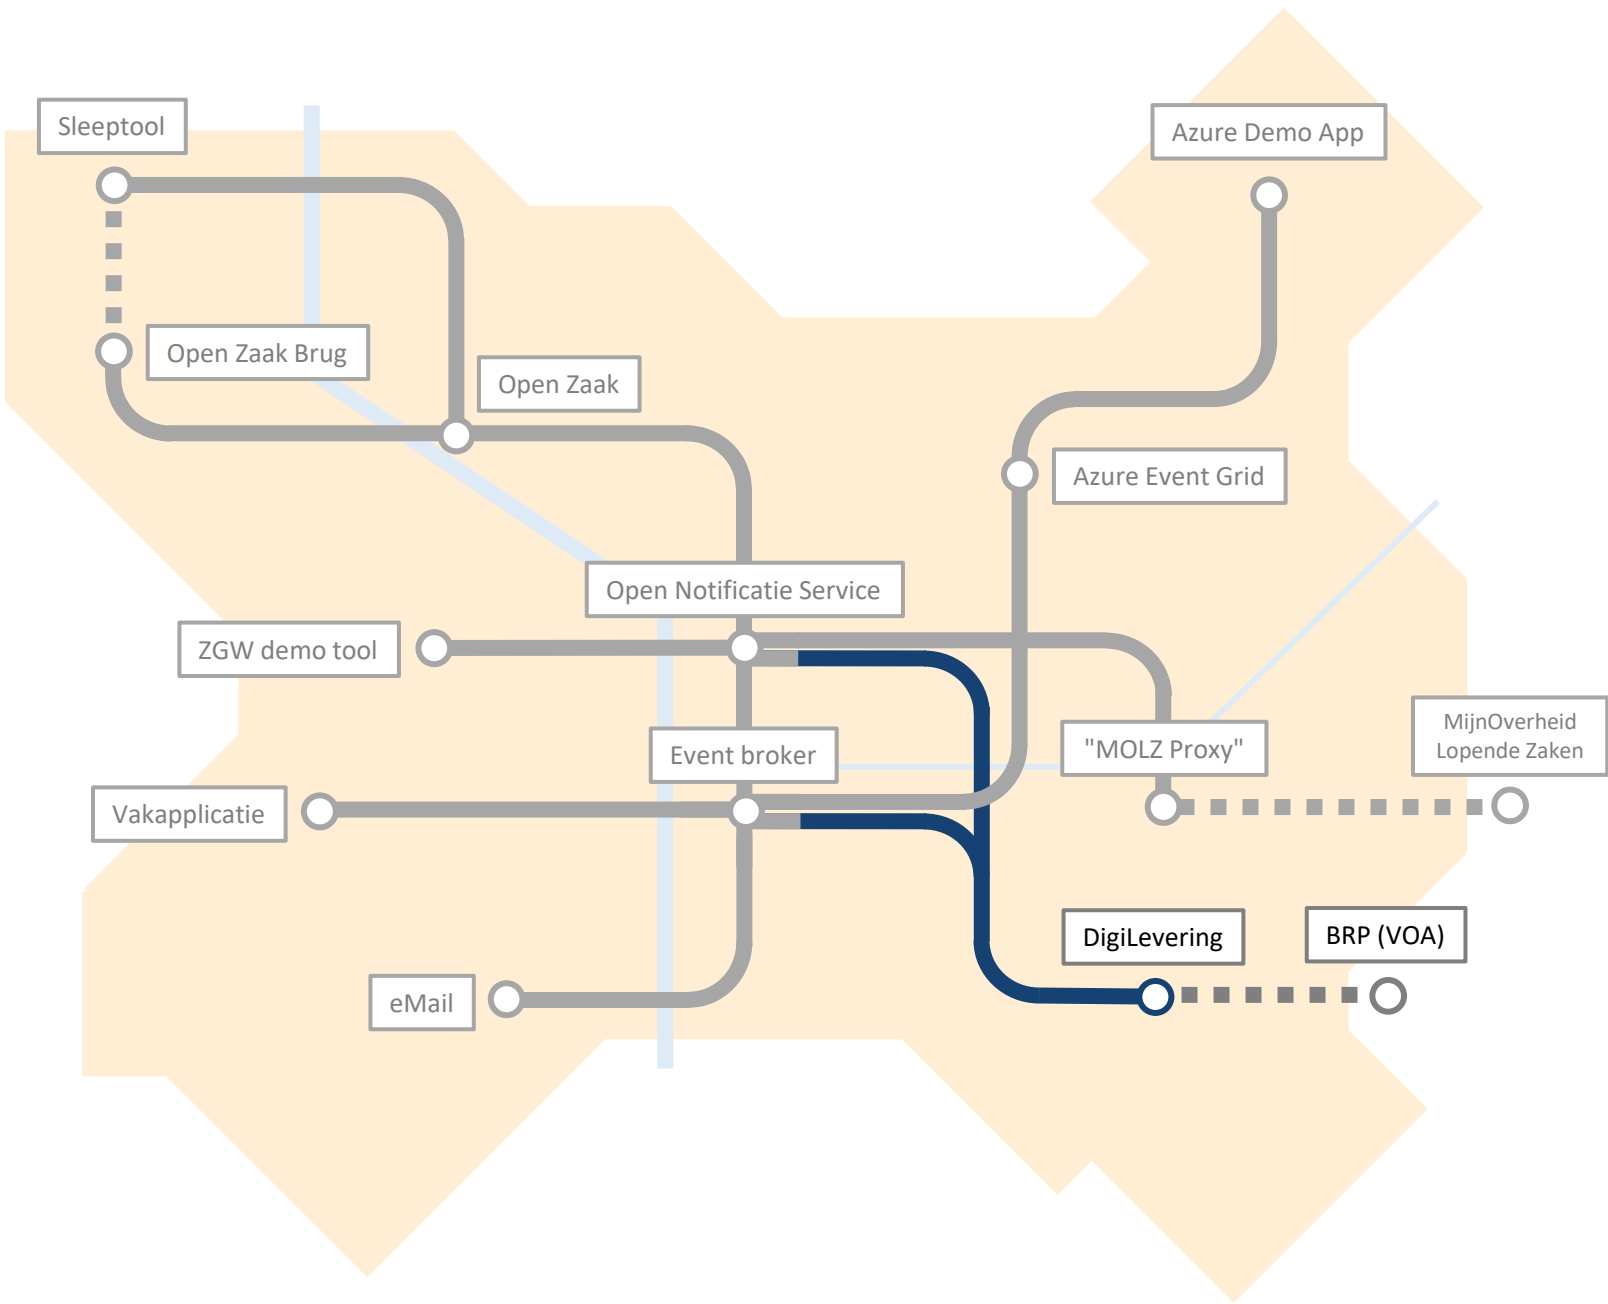 Sleeptool
Azure Demo App
Open Zaak Brug
Open Zaak
Azure Event Grid
Open Notificatie Service
ZGW demo tool
Event broker
"MOLZ Proxy"
MijnOverheid
Lopende Zaken
Vakapplicatie
DigiLevering
BRP (VOA)
eMail